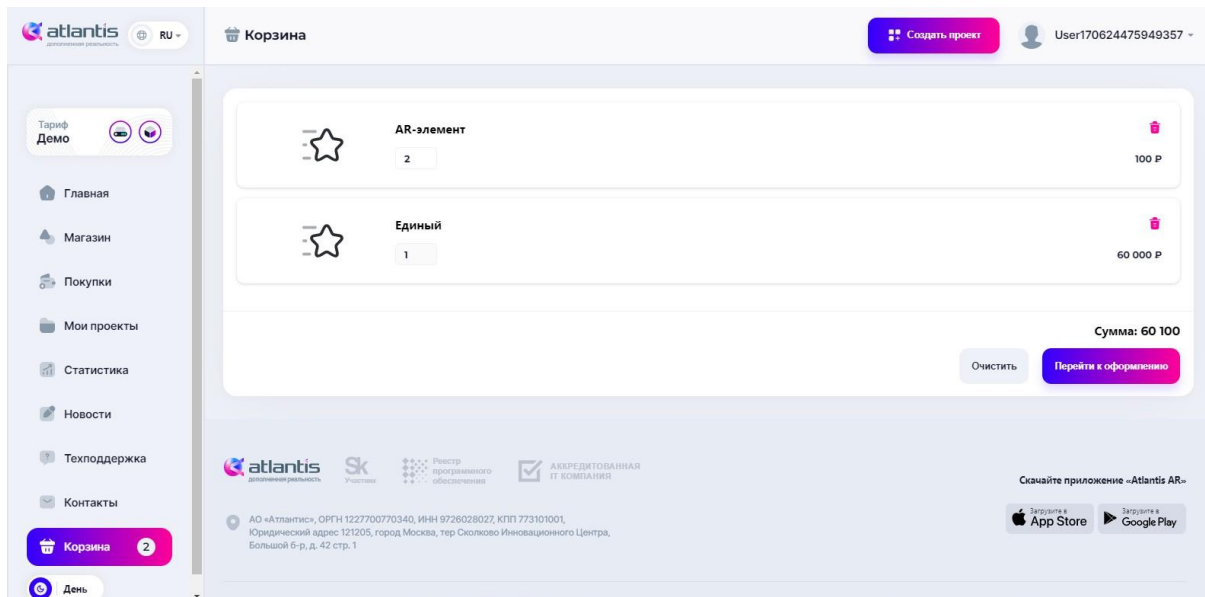 atlantis
дополненная реальность
RU
Корзина
Создать проект
User170624475949357
Тариф
Демо
Главная
Магазин
Покупки
Мои проекты
Статистика
Новости
Техподдержка
Контакты
Корзина 2
День
AR-элемент
2
100 Р
Единый
1
60 000 Р
Сумма: 60 100
Очистить
Перейти к оформлению
atlantis
дополненная реальность
Sk
Участник
Реестр
программного
обеспечения
АККРЕДИТОВАННАЯ
IT КОМПАНИЯ
АО «Атлантис», ОРГН 1227700770340, ИНН 9726028027, КПП 773101001,
Юридический адрес 121205, город Москва, тер Сколково Инновационного Центра,
Большой б-р, д. 42 стр. 1
Скачайте приложение «Atlantis AR»
Загрузите в
App Store
Загрузите в
Google Play